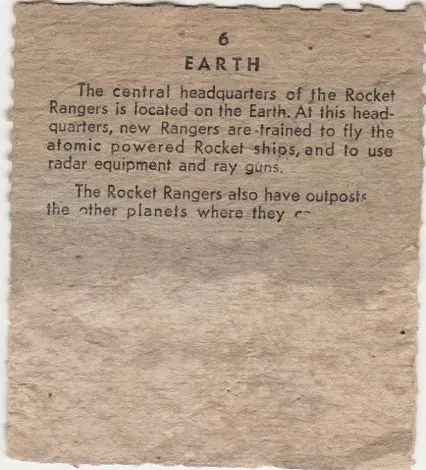 6
EARTH
The central headquarters of the Rocket
Rangers is located on the Earth. At this head-
quarters, new Rangers are trained to fly the
atomic powered Rocket ships, and to use
radar equipment and ray guns.
The Rocket Rangers also have outposts
the other planets where they